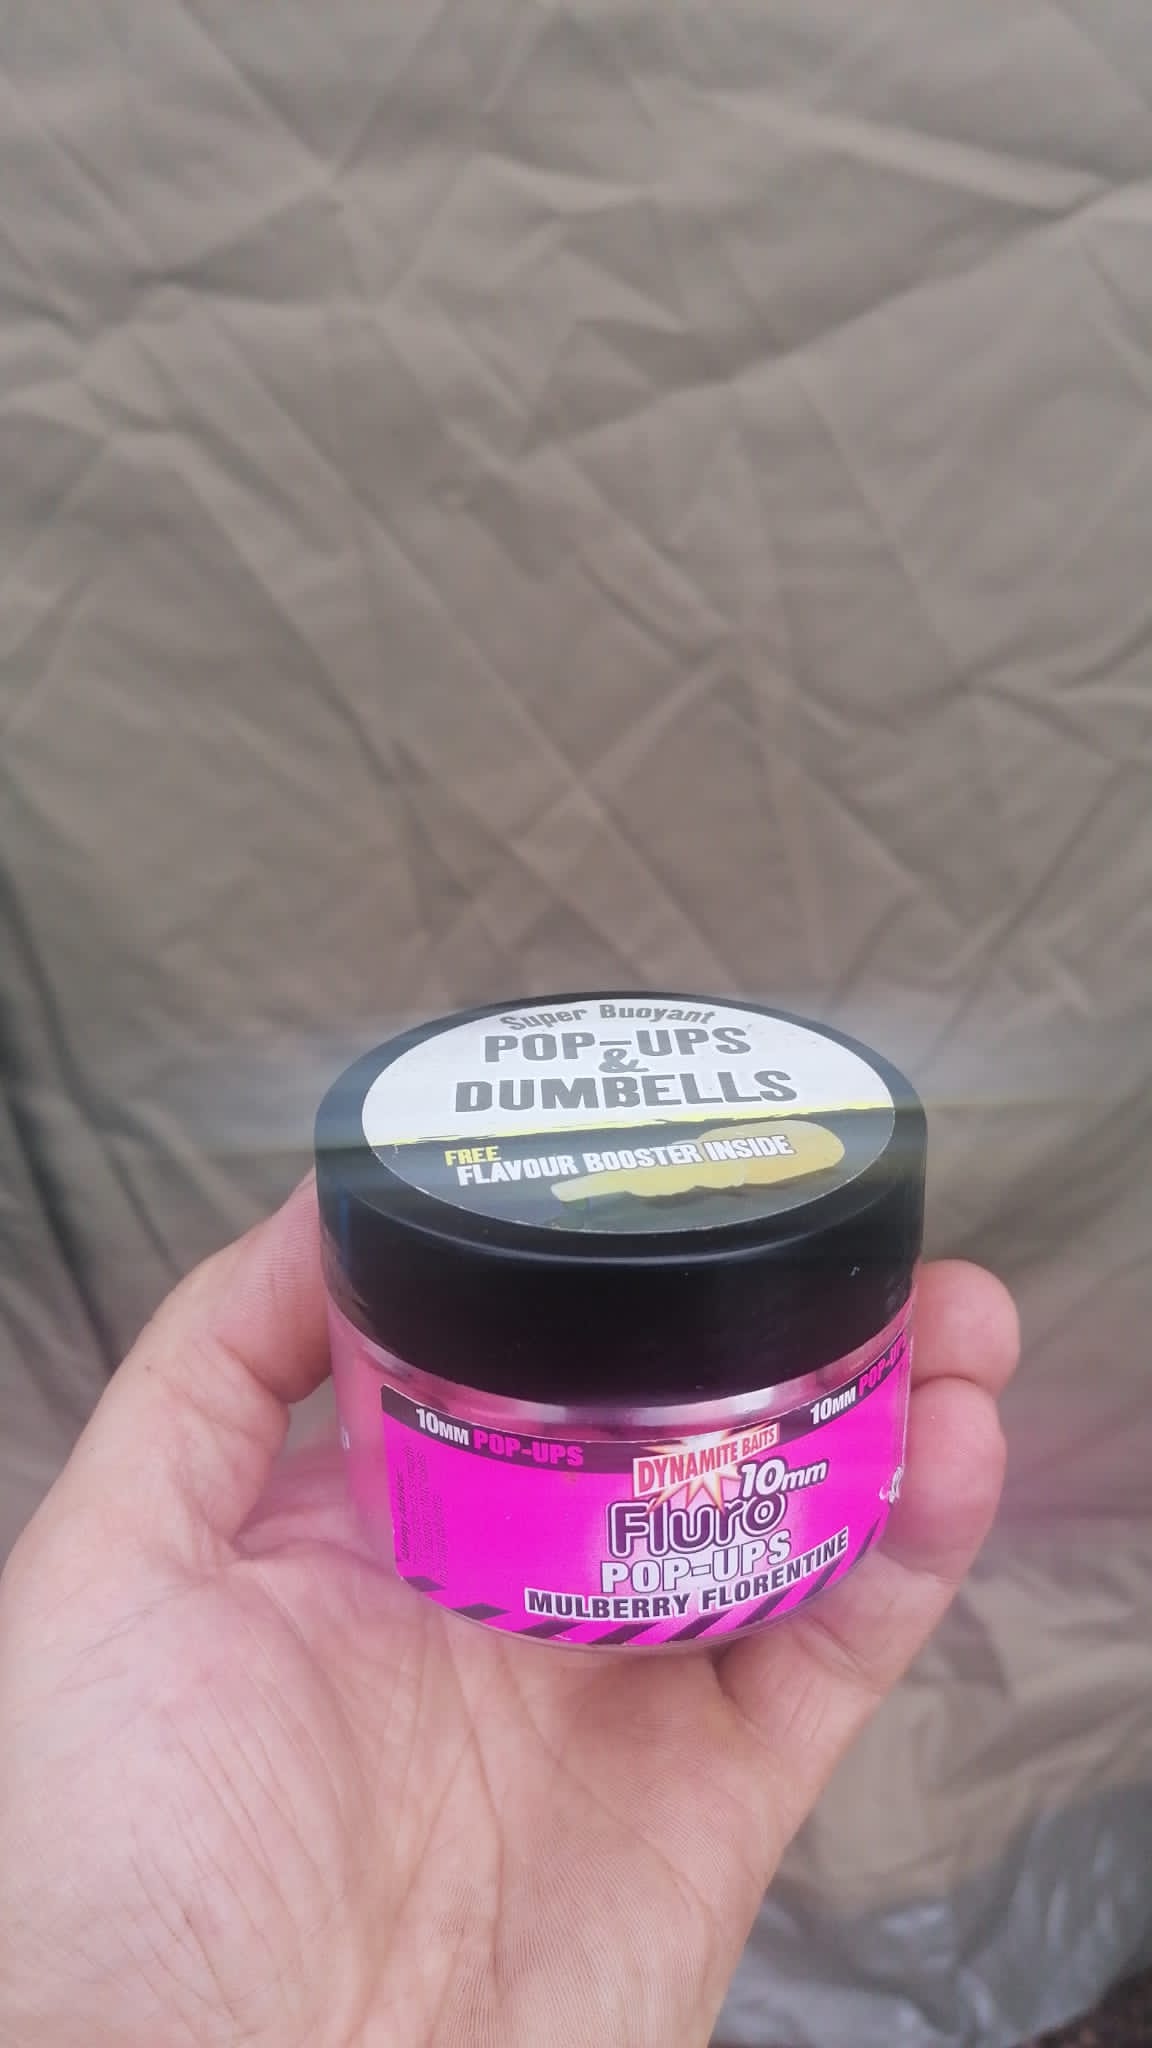 Super Buoyant
POP-UPS
&
DUMBELLS
FREE
FLAVOUR BOOSTER INSIDE
10MM POP-UPS
10MM POP-UPS
DYNAMITE BAITS
10mm
Fluro
POP-UPS
MULBERRY FLORENTINE